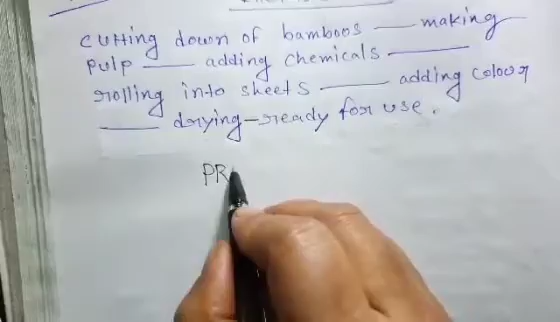 cutting down of bamboos — making
pulp — adding chemicals —
rolling into sheets — adding colour
— drying-ready for use.
PR